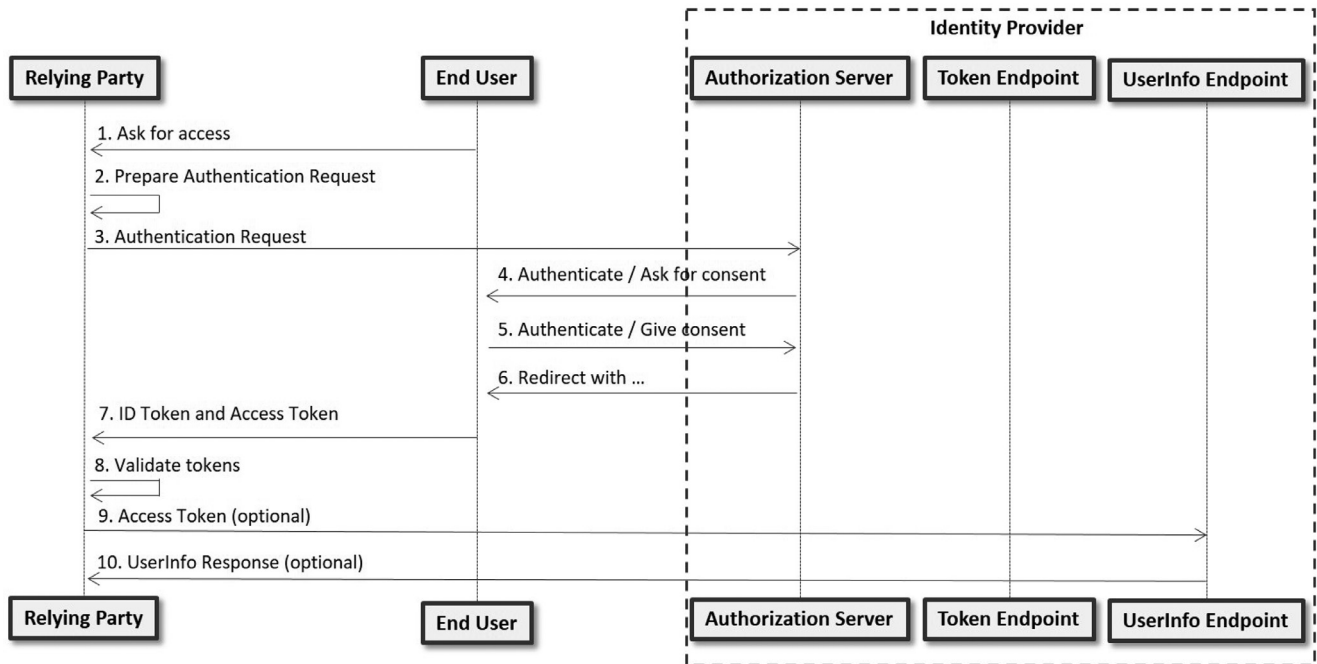 Identity Provider
Relying Party
End User
Authorization Server
Token Endpoint
UserInfo Endpoint
1. Ask for access
2. Prepare Authentication Request
3. Authentication Request
4. Authenticate / Ask for consent
5. Authenticate / Give consent
6. Redirect with ...
7. ID Token and Access Token
8. Validate tokens
9. Access Token (optional)
10. UserInfo Response (optional)
Relying Party
End User
Authorization Server
Token Endpoint
UserInfo Endpoint